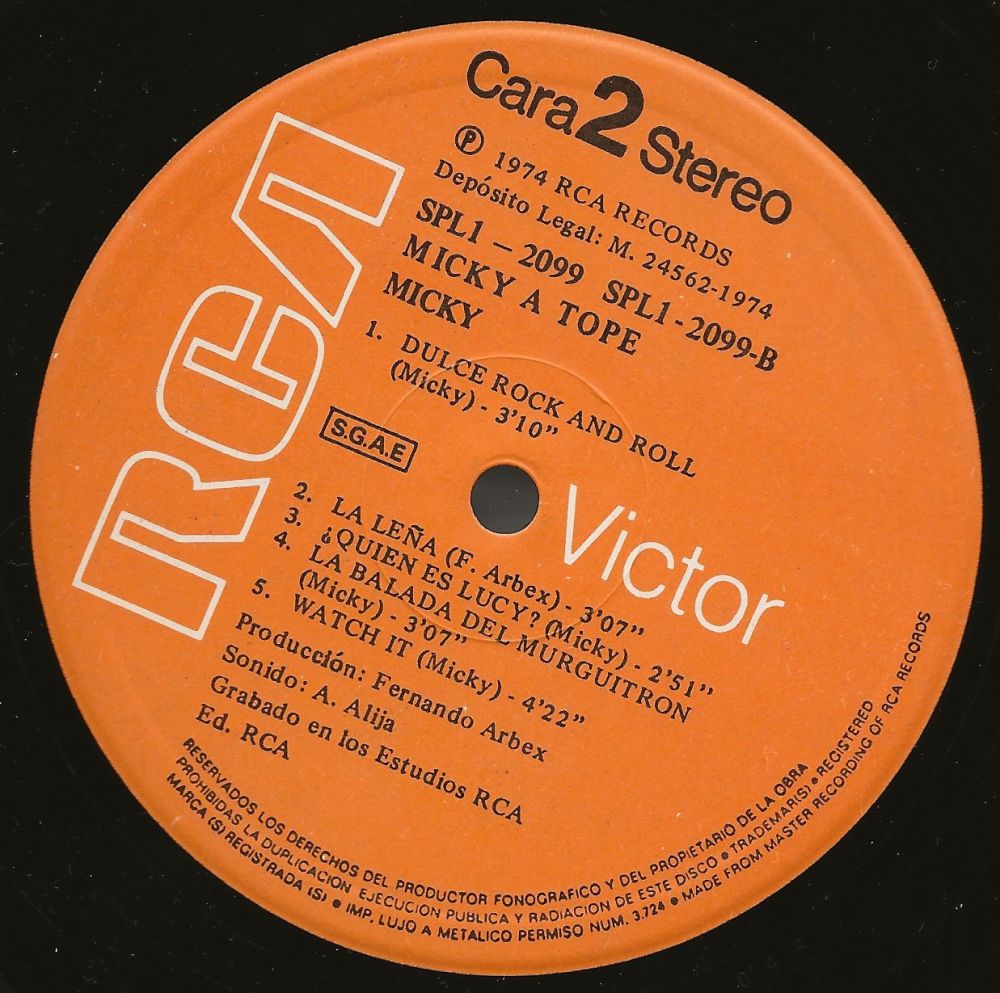 Cara 2 Stereo
Ⓟ 1974 RCA RECORDS
Depósito Legal: M. 24562-1974
SPL1 – 2099 SPL1 - 2099-B
MICKY A TOPE
MICKY
1. DULCE ROCK AND ROLL
(Micky) - 3'10"
S.G.A.E
RCA
Victor
2. LA LEÑA (F. Arbex) - 3'07"
3. ¿QUIEN ES LUCY? (Micky) - 2'51"
4. LA BALADA DEL MURGUITRON
(Micky) - 3'07"
5. WATCH IT (Micky) - 4'22"
Producción: Fernando Arbex
Sonido: A. Alija
Grabado en los Estudios RCA
Ed. RCA
RESERVADOS LOS DERECHOS DEL PRODUCTOR FONOGRAFICO Y DEL PROPIETARIO DE LA OBRA
PROHIBIDAS LA DUPLICACION EJECUCION PUBLICA Y RADIACION DE ESTE DISCO • TRADEMAR(S) • REGISTERED
MARCA (S) REGISTRADA (S) • IMP. LUJO A METALICO PERMISO NUM. 3.724 • MADE FROM MASTER RECORDING OF RCA RECORDS